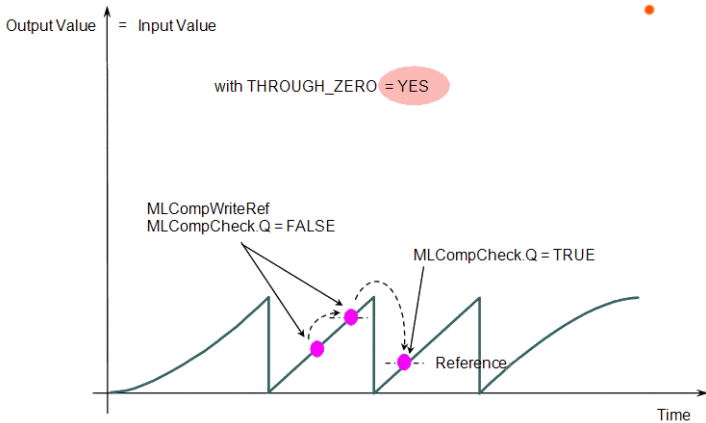 Output Value = Input Value
with THROUGH_ZERO = YES
MLCompWriteRef
MLCompCheck.Q = FALSE
MLCompCheck.Q = TRUE
Reference
Time